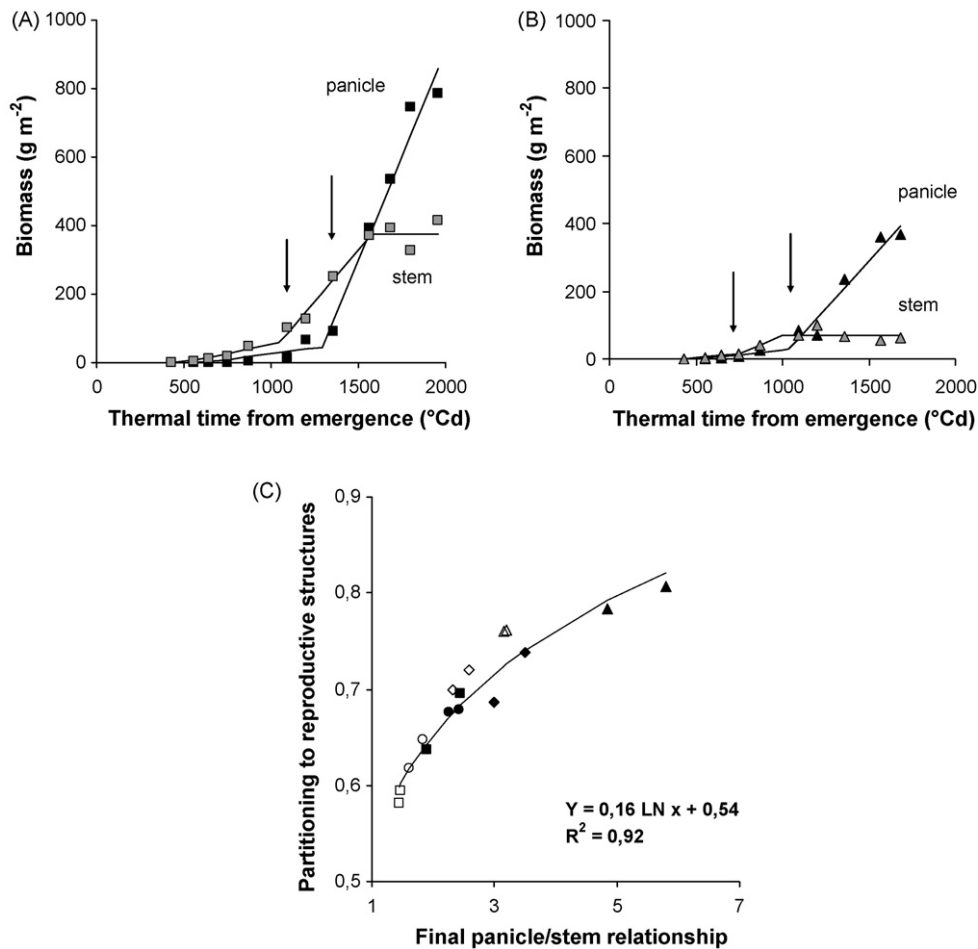 (A)
1000
800
600
400
200
0
Biomass (g m⁻²)
panicle
stem
0 500 1000 1500 2000
Thermal time from emergence (°Cd)
(B)
1000
800
600
400
200
0
Biomass (g m⁻²)
panicle
stem
0 500 1000 1500 2000
Thermal time from emergence (°Cd)
(C)
0,9
0,8
0,7
0,6
0,5
Partitioning to reproductive structures
Y = 0,16 LN x + 0,54
R² = 0,92
1 3 5 7
Final panicle/stem relationship